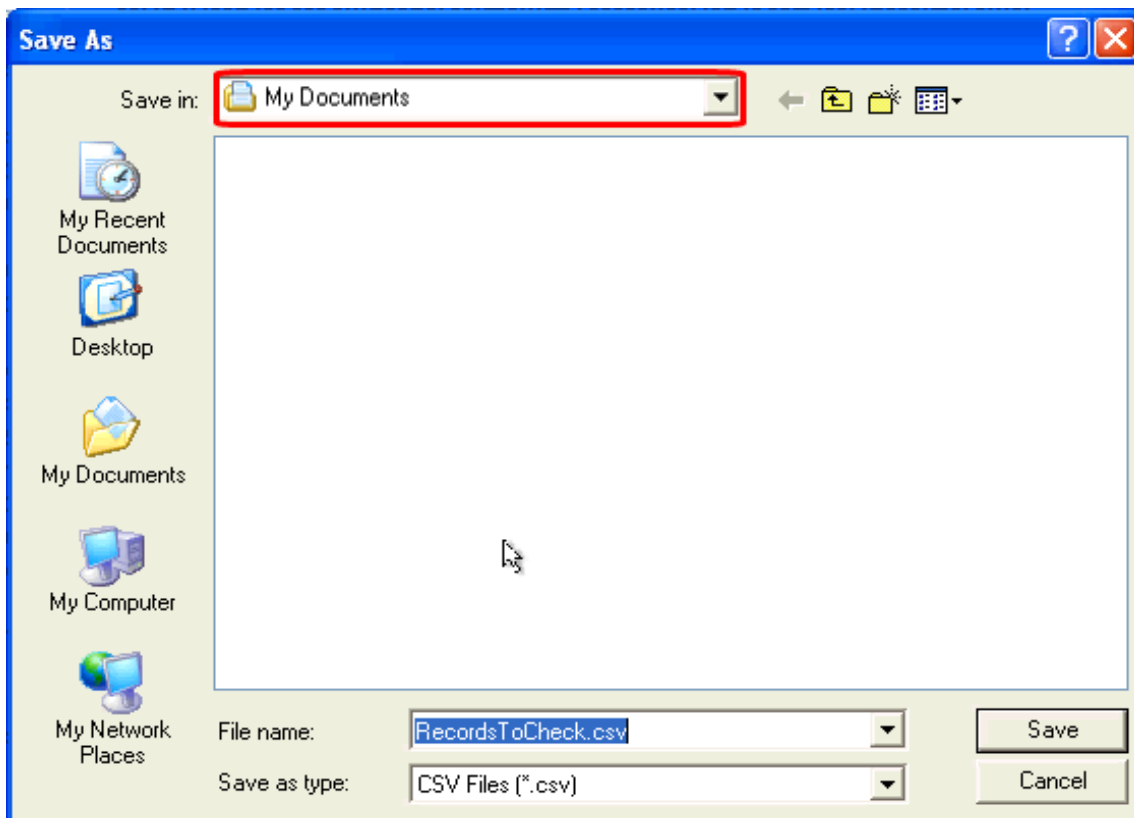 Save As
Save in:
My Documents
My Recent
Documents
Desktop
My Documents
My Computer
My Network
Places
File name:
RecordsToCheck.csv
Save
Save as type:
CSV Files (*.csv)
Cancel